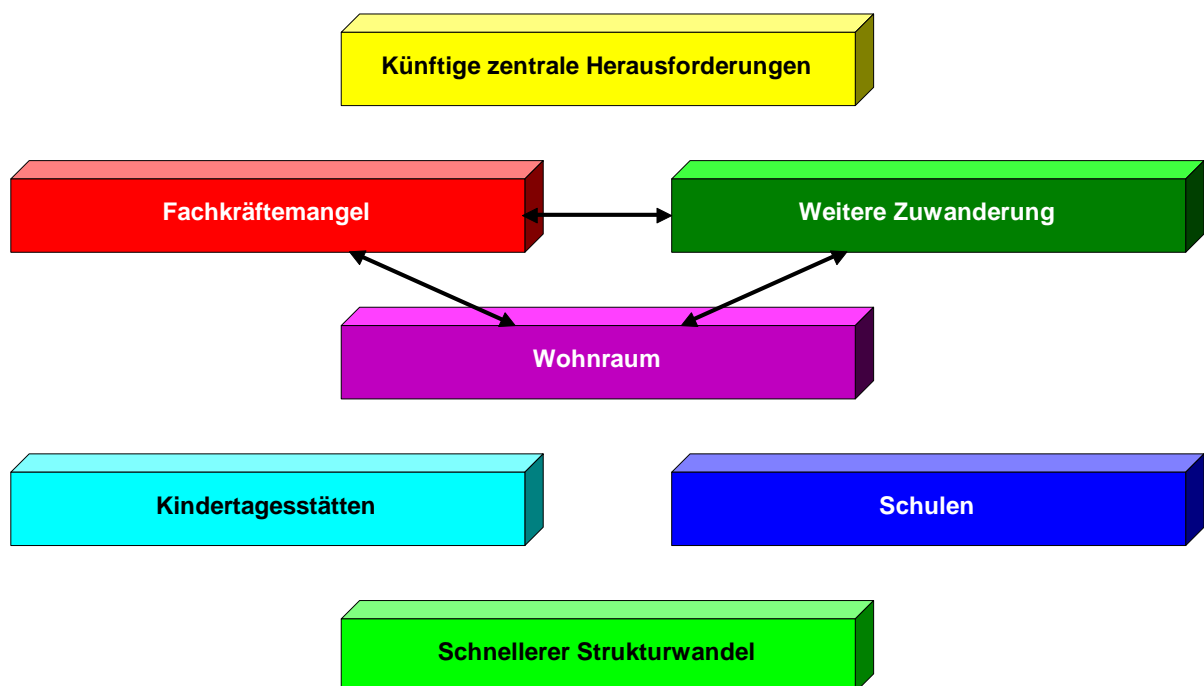 Künftige zentrale Herausforderungen
Fachkräftemangel
Weitere Zuwanderung
Wohnraum
Kindertagesstätten
Schulen
Schnellerer Strukturwandel